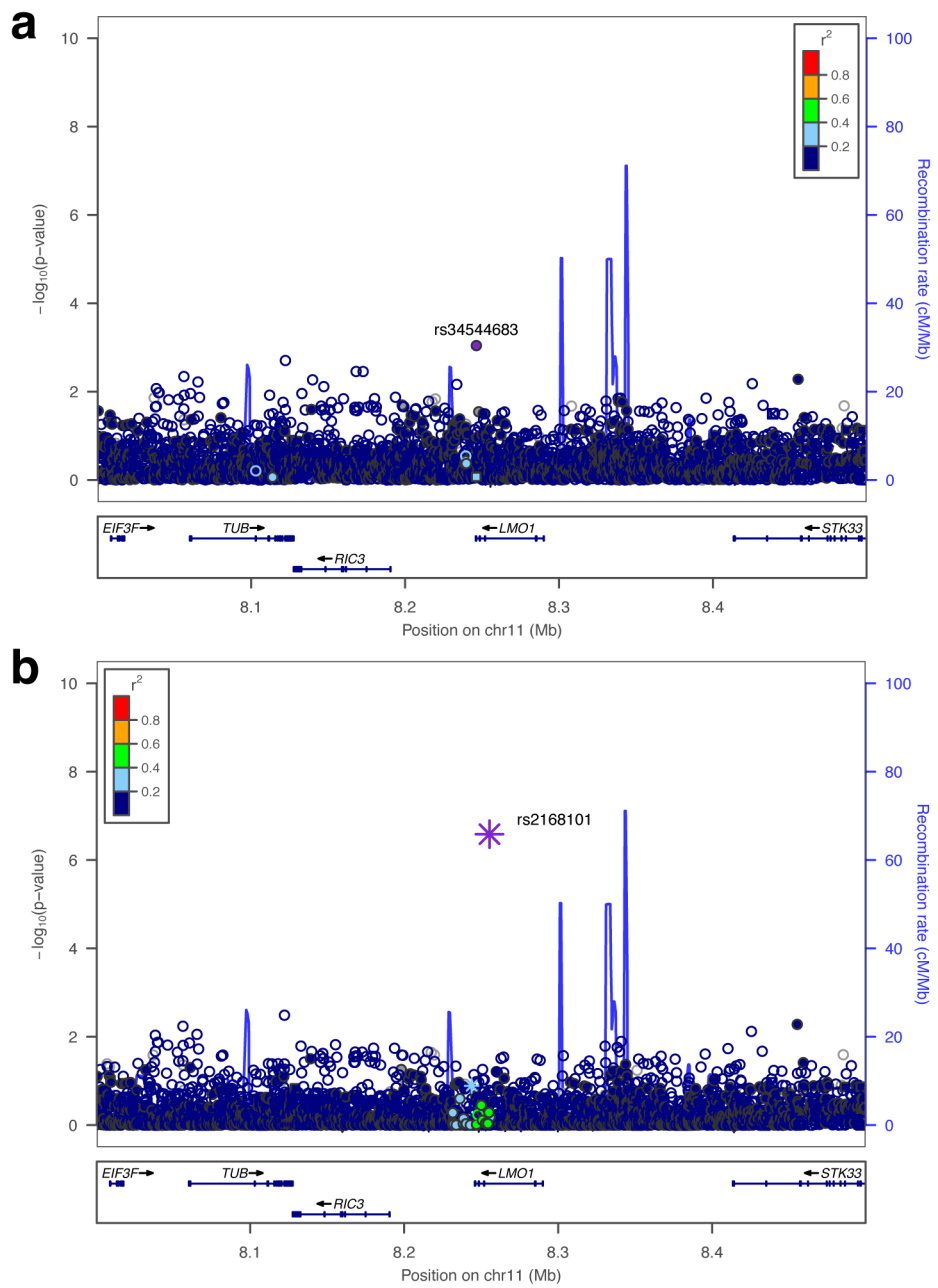 a
10
8
6
4
2
0
−log10(p−value)
100
80
60
40
20
0
Recombination rate (cM/Mb)
r2
0.8
0.6
0.4
0.2
rs34544683
EIF3F
TUB
LMO1
STK33
RIC3
8.1
8.2
8.3
8.4
Position on chr11 (Mb)
b
10
8
6
4
2
0
−log10(p−value)
100
80
60
40
20
0
Recombination rate (cM/Mb)
r2
0.8
0.6
0.4
0.2
rs2168101
EIF3F
TUB
LMO1
STK33
RIC3
8.1
8.2
8.3
8.4
Position on chr11 (Mb)